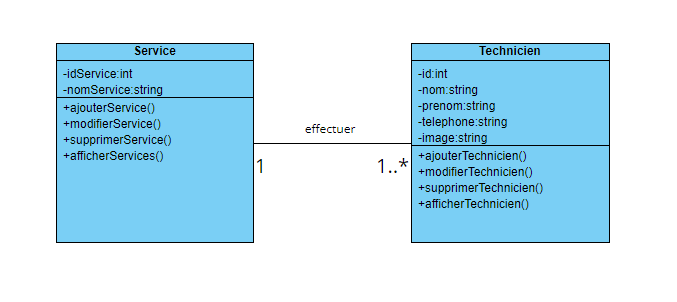 Service
-idService:int
-nomService:string
+ajouterService()
+modifierService()
+supprimerService()
+afficherServices()
effectuer
1
1..*
Technicien
-id:int
-nom:string
-prenom:string
-telephone:string
-image:string
+ajouterTechnicien()
+modifierTechnicien()
+supprimerTechnicien()
+afficherTechnicien()